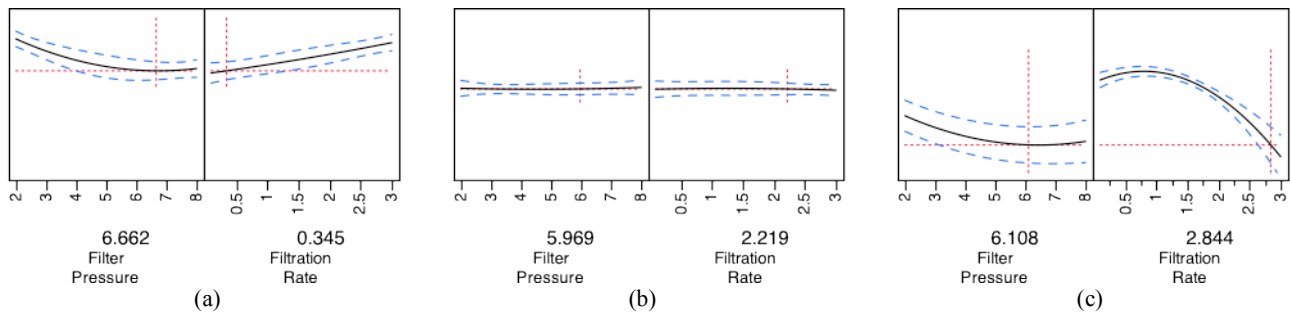 2 3 4 5 6 7 8 0.5 1 1.5 2 2.5 3
6.662 0.345
Filter Filtration
Pressure Rate
(a)
2 3 4 5 6 7 8 0.5 1 1.5 2 2.5 3
5.969 2.219
Filter Filtration
Pressure Rate
(b)
2 3 4 5 6 7 8 0.5 1 1.5 2 2.5 3
6.108 2.844
Filter Filtration
Pressure Rate
(c)